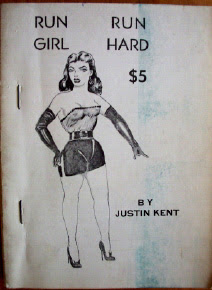 RUN RUN
GIRL HARD
$5
BY
JUSTIN KENT